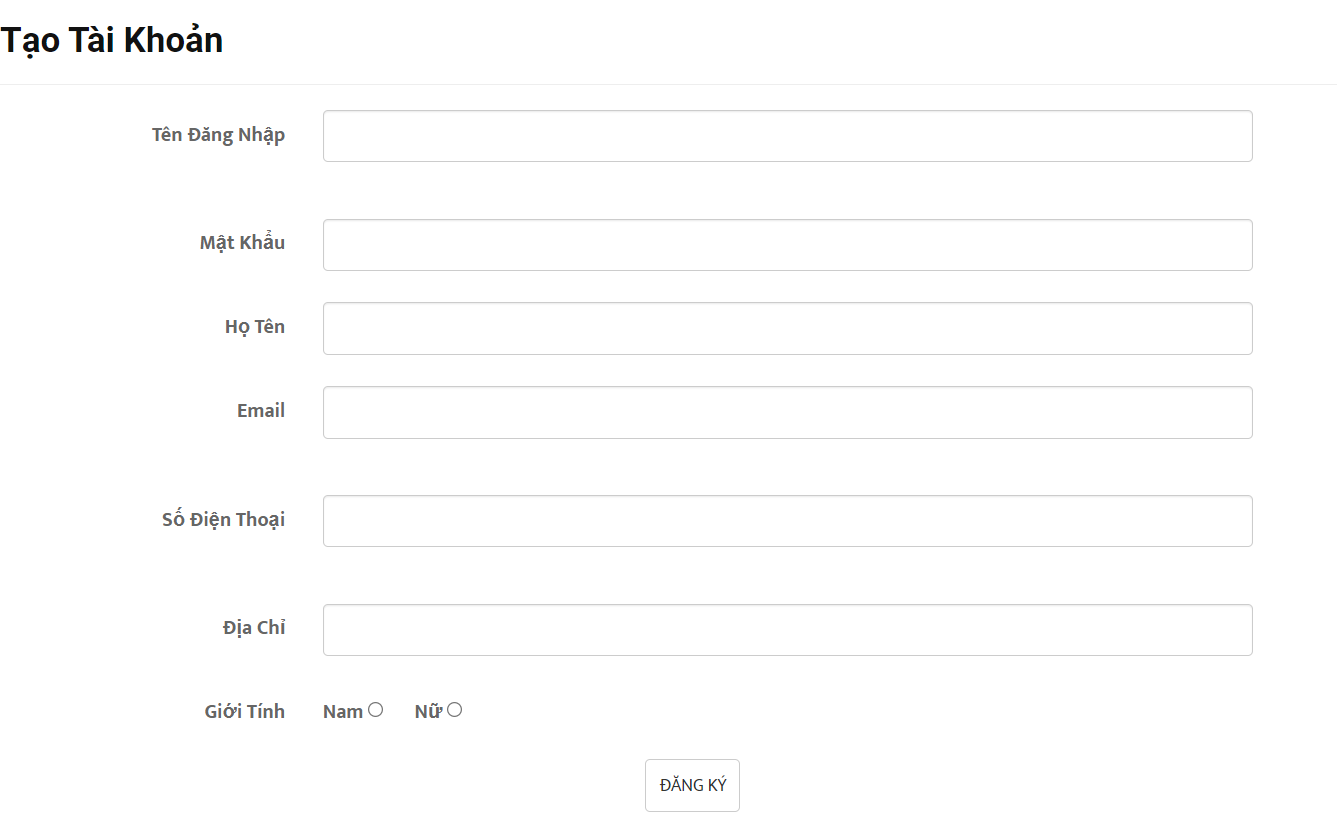 Tạo Tài Khoản
Tên Đăng Nhập
Mật Khẩu
Họ Tên
Email
Số Điện Thoại
Địa Chỉ
Giới Tính Nam Nữ
ĐĂNG KÝ